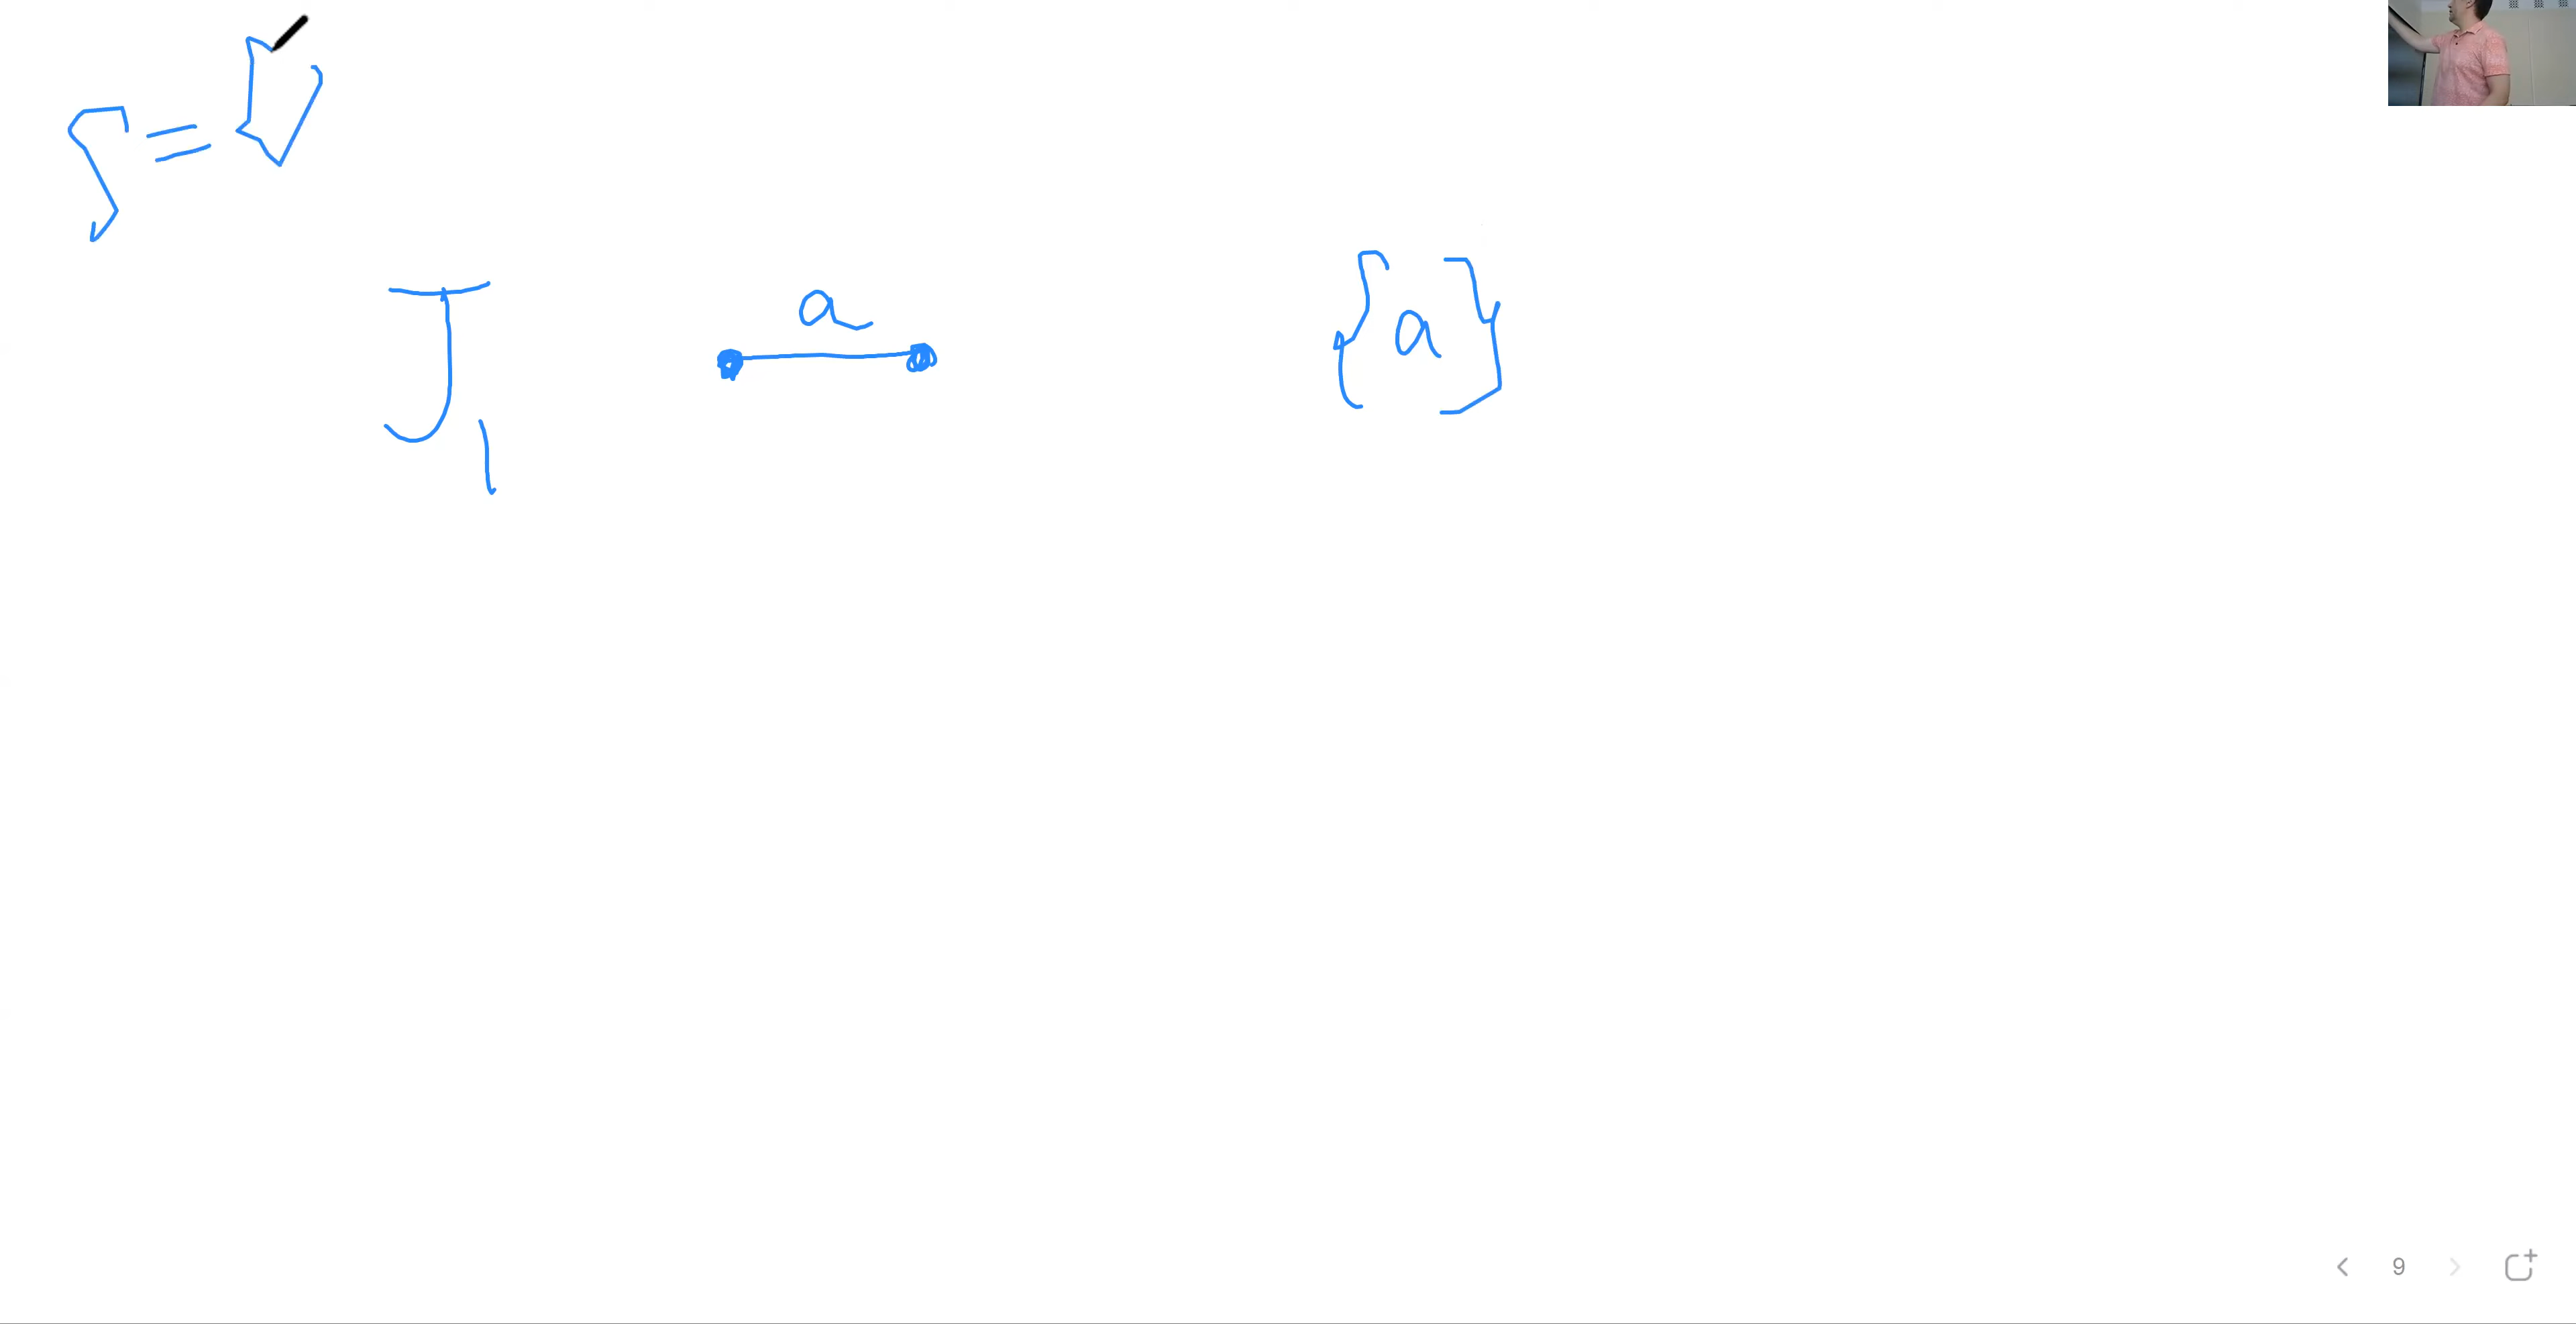 S =
J₁ a {a}
9